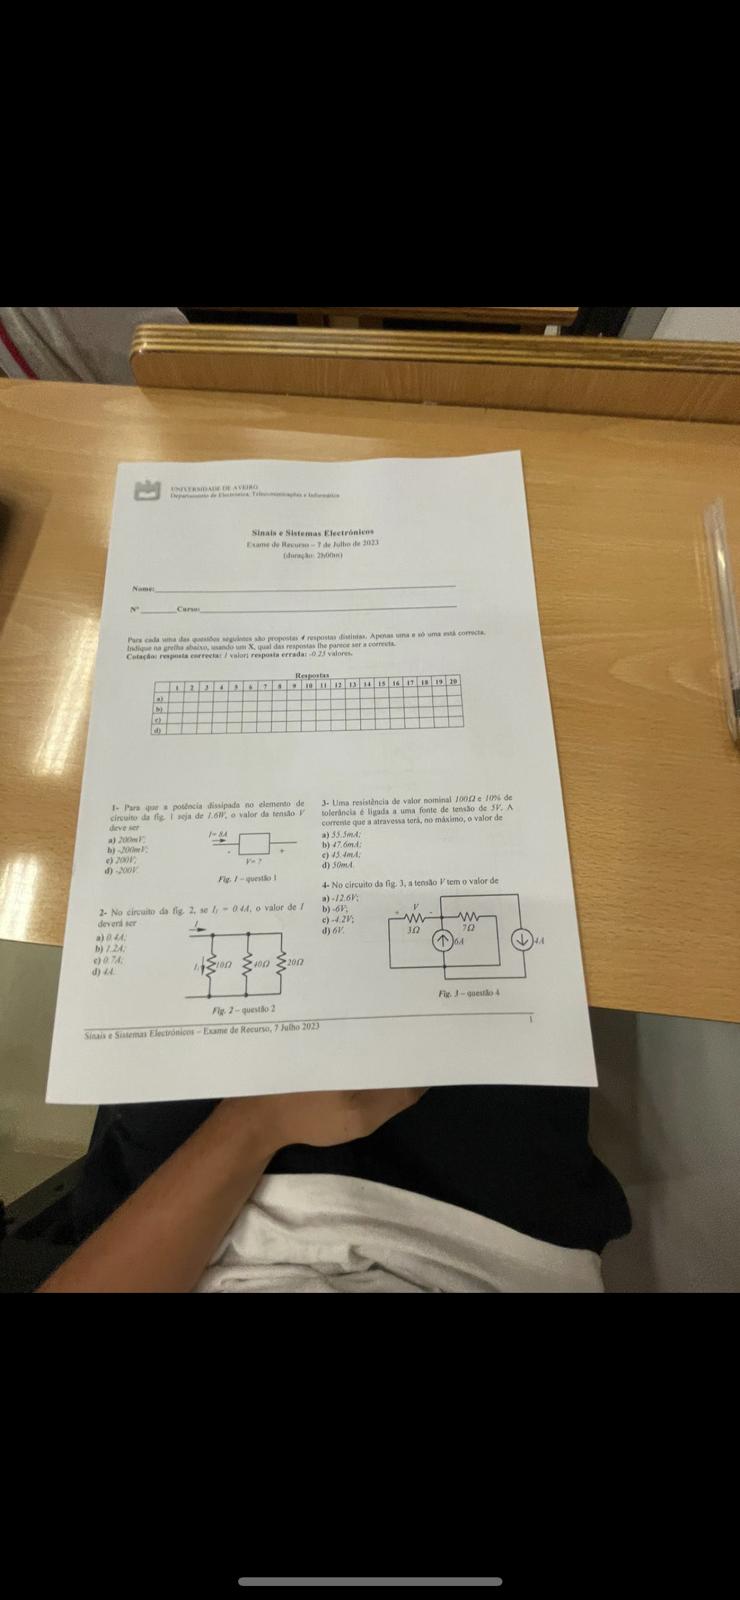 UNIVERSIDADE DE AVEIRO
Departamento de Electrónica, Telecomunicações e Informática
Sinais e Sistemas Electrónicos
Exame de Recurso – 7 de Julho de 2023
(duração: 2h00m)
Nome:
Nº Curso:
Para cada uma das questões seguintes são propostas 4 respostas distintas. Apenas uma e só uma está correcta.
Indique na grelha abaixo, usando um X, qual das respostas lhe parece ser a correcta.
Cotação: resposta correcta: 1 valor; resposta errada: -0.25 valores.
Respostas
1 2 3 4 5 6 7 8 9 10 11 12 13 14 15 16 17 18 19 20
a)
b)
c)
d)
1- Para que a potência dissipada no elemento de
circuito da fig. 1 seja de 1.6W, o valor da tensão V
deve ser
a) 200mV;
b) -200mV;
c) 200V;
d) -200V.
I= 8A
- +
V= ?
Fig. 1 – questão 1
2- No circuito da fig. 2, se I₁ = 0.4A, o valor de I
deverá ser
a) 0.4A;
b) 1.2A;
c) 0.7A;
d) 4A.
I
I₁ 10Ω 40Ω 20Ω
Fig. 2 – questão 2
3- Uma resistência de valor nominal 100Ω e 10% de
tolerância é ligada a uma fonte de tensão de 5V. A
corrente que a atravessa terá, no máximo, o valor de
a) 55.5mA;
b) 47.6mA;
c) 45.4mA;
d) 50mA.
4- No circuito da fig. 3, a tensão V tem o valor de
a) -12.6V;
b) -6V;
c) -4.2V;
d) 6V.
+ V -
3Ω 7Ω
6A 4A
Fig. 3 – questão 4
Sinais e Sistemas Electrónicos – Exame de Recurso, 7 Julho 2023
1